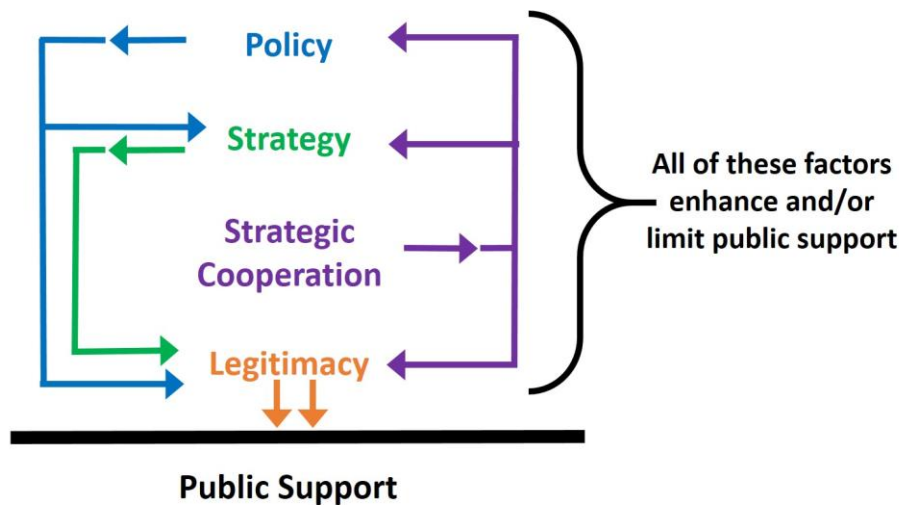 Policy
Strategy
Strategic
Cooperation
Legitimacy
All of these factors
enhance and/or
limit public support
Public Support